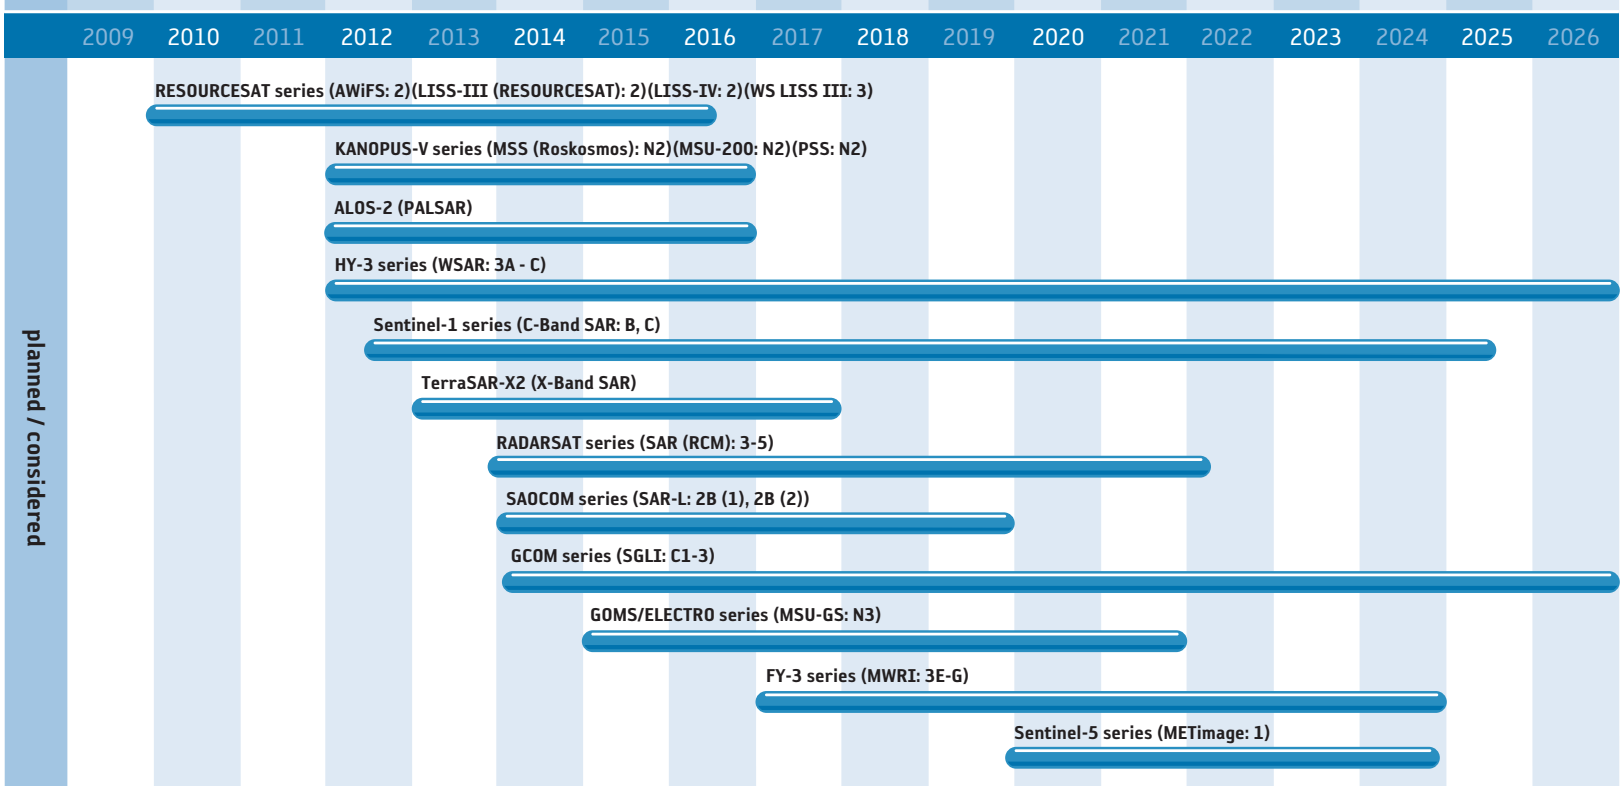 2009 2010 2011 2012 2013 2014 2015 2016 2017 2018 2019 2020 2021 2022 2023 2024 2025 2026
planned / considered
RESOURCESAT series (AWiFS: 2)(LISS-III (RESOURCESAT): 2)(LISS-IV: 2)(WS LISS III: 3)
KANOPUS-V series (MSS (Roskosmos): N2)(MSU-200: N2)(PSS: N2)
ALOS-2 (PALSAR)
HY-3 series (WSAR: 3A - C)
Sentinel-1 series (C-Band SAR: B, C)
TerraSAR-X2 (X-Band SAR)
RADARSAT series (SAR (RCM): 3-5)
SAOCOM series (SAR-L: 2B (1), 2B (2))
GCOM series (SGLI: C1-3)
GOMS/ELECTRO series (MSU-GS: N3)
FY-3 series (MWRI: 3E-G)
Sentinel-5 series (METimage: 1)